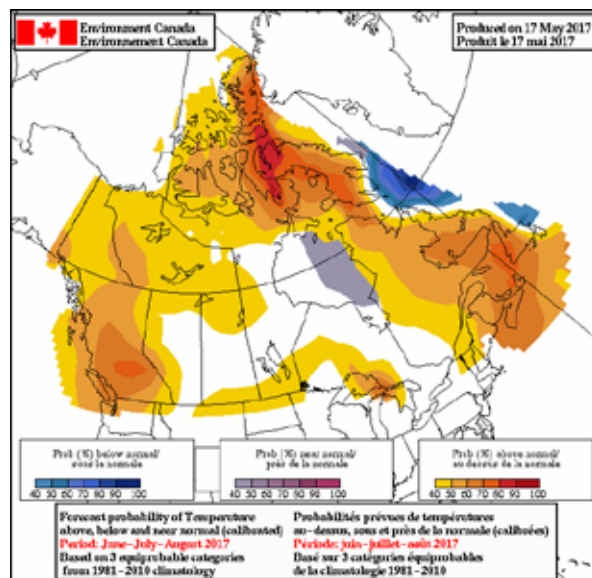 Environment Canada
Environnement Canada
Produced on 17 May 2017
Produit le 17 mai 2017
Prob (%) below normal/
sous la normale
40 50 60 70 80 90 100
Prob (%) near normal/
près de la normale
40 50 60 70 80 90 100
Prob (%) above normal/
au dessus de la normale
40 50 60 70 80 90 100
Forecast probability of Temperature
above, below and near normal (calibrated)
Period: June-July-August 2017
Based on 3 equiprobable categories
from 1981-2010 climatology
Probabilités prévues de températures
au-dessus, sous et près de la normale (calibrées)
Période: juin-juillet-août 2017
Basé sur 3 catégories équiprobables
de la climatologie 1981-2010